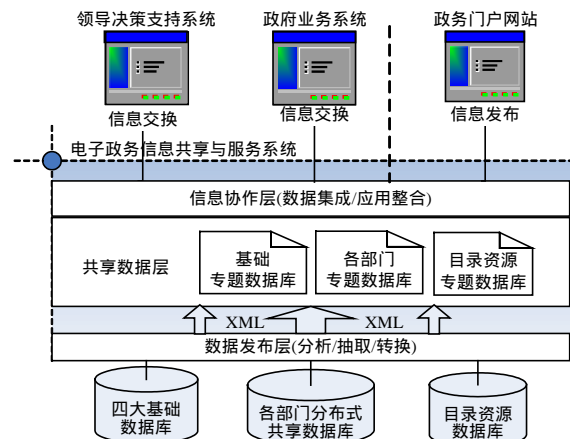 领导决策支持系统 政府业务系统 政务门户网站
信息交换 信息交换 信息发布
电子政务信息共享与服务系统
信息协作层(数据集成/应用整合)
共享数据层
基础
专题数据库
各部门
专题数据库
目录资源
专题数据库
XML XML
数据发布层(分析/抽取/转换)
四大基础
数据库
各部门分布式
共享数据库
目录资源
数据库